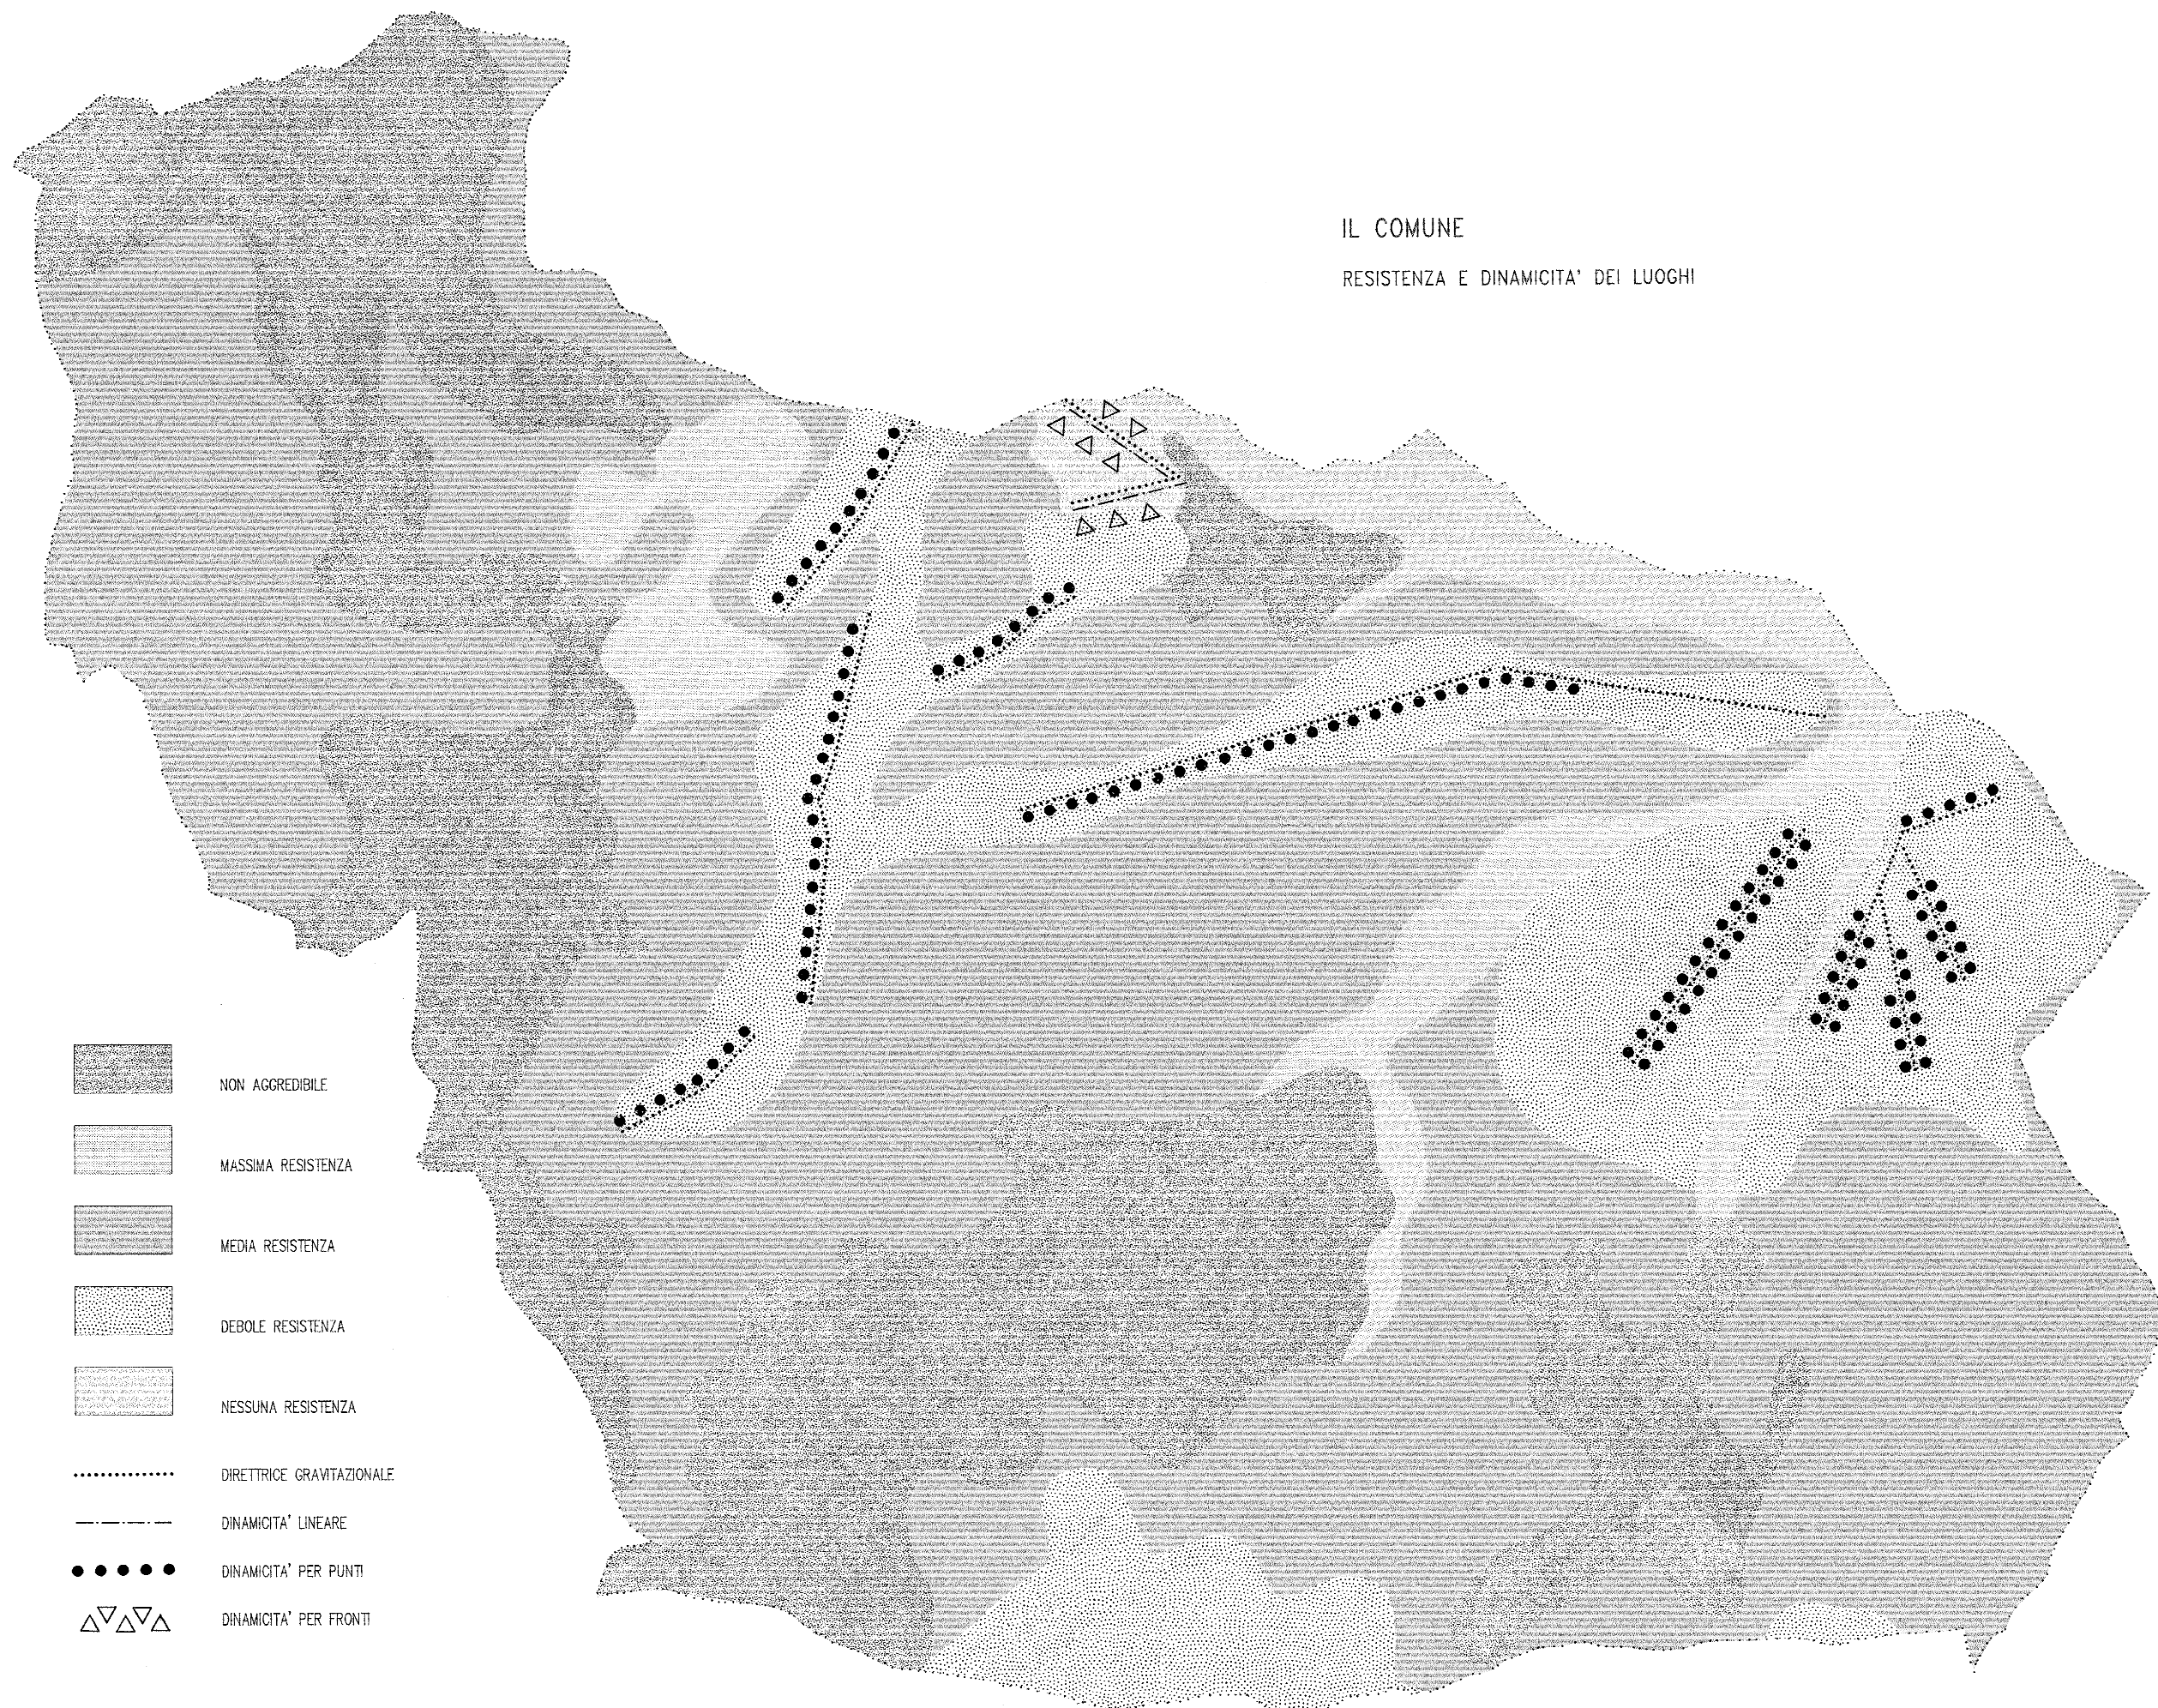 IL COMUNE
RESISTENZA E DINAMICITA' DEI LUOGHI
NON AGGREDIBILE
MASSIMA RESISTENZA
MEDIA RESISTENZA
DEBOLE RESISTENZA
NESSUNA RESISTENZA
DIRETTRICE GRAVITAZIONALE
DINAMICITA' LINEARE
DINAMICITA' PER PUNTI
DINAMICITA' PER FRONTI